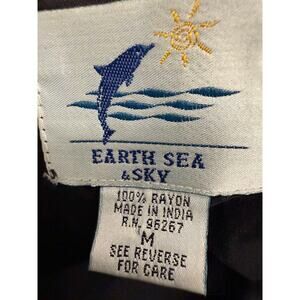 EARTH SEA
& SKY
100% RAYON
MADE IN INDIA
R.N. 96267
M
SEE REVERSE
FOR CARE